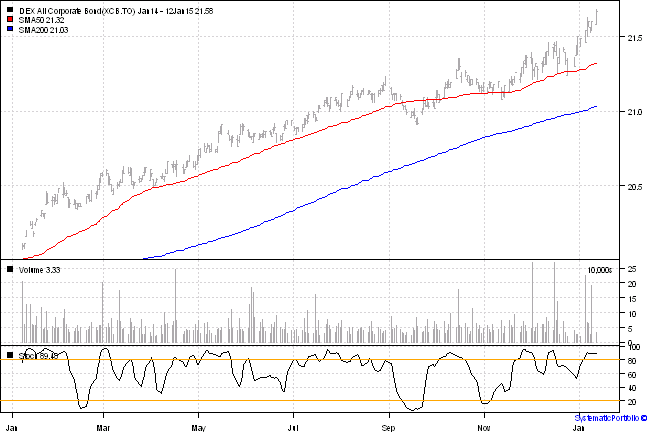 DEX All Corporate Bond(XCB.TO) Jan14 - 12Jan15 21.58
SMA50 21.32
SMA200 21.03
21.5
21.0
20.5
Volume 3.33
10,000s
25
20
15
10
5
0
Stoch 89.45
100
80
60
40
20
Jan Mar May Jul Sep Nov Jan
SystematicPortfolio ©